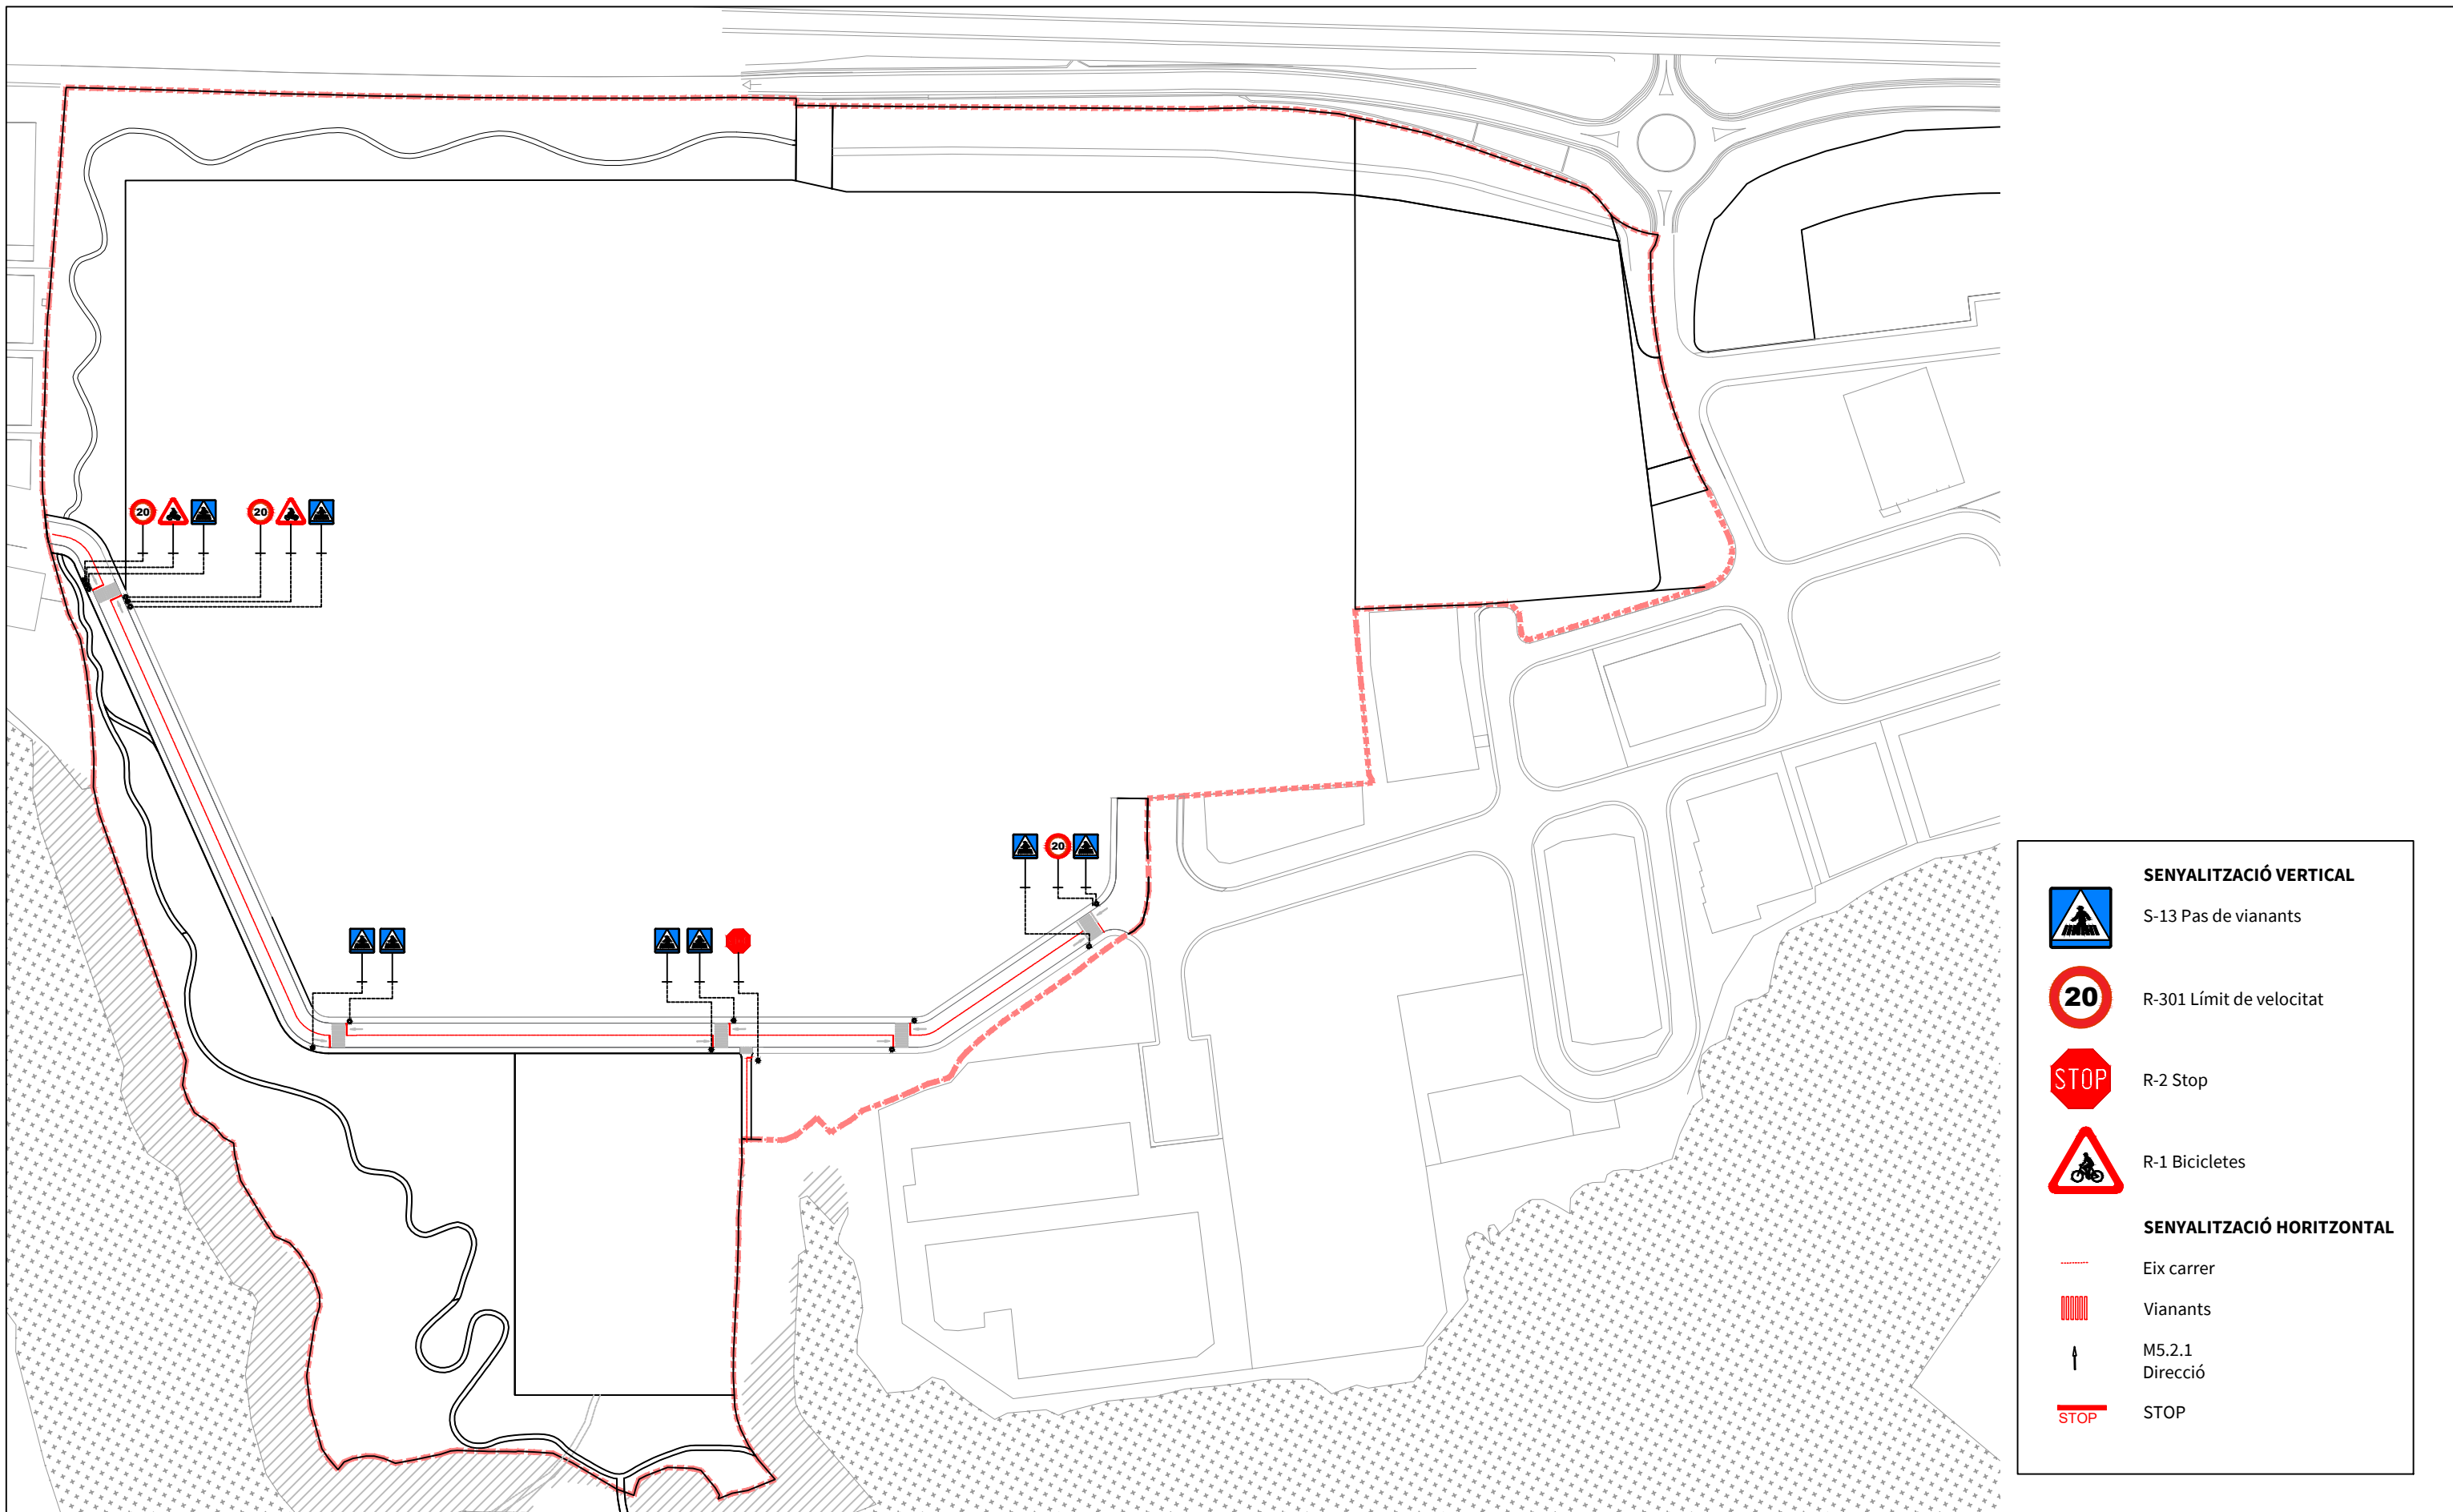 20
20
20
SENYALITZACIÓ VERTICAL
S-13 Pas de vianants
20
R-301 Límit de velocitat
STOP
R-2 Stop
R-1 Bicicletes
SENYALITZACIÓ HORITZONTAL
Eix carrer
Vianants
M5.2.1
Direcció
STOP
STOP